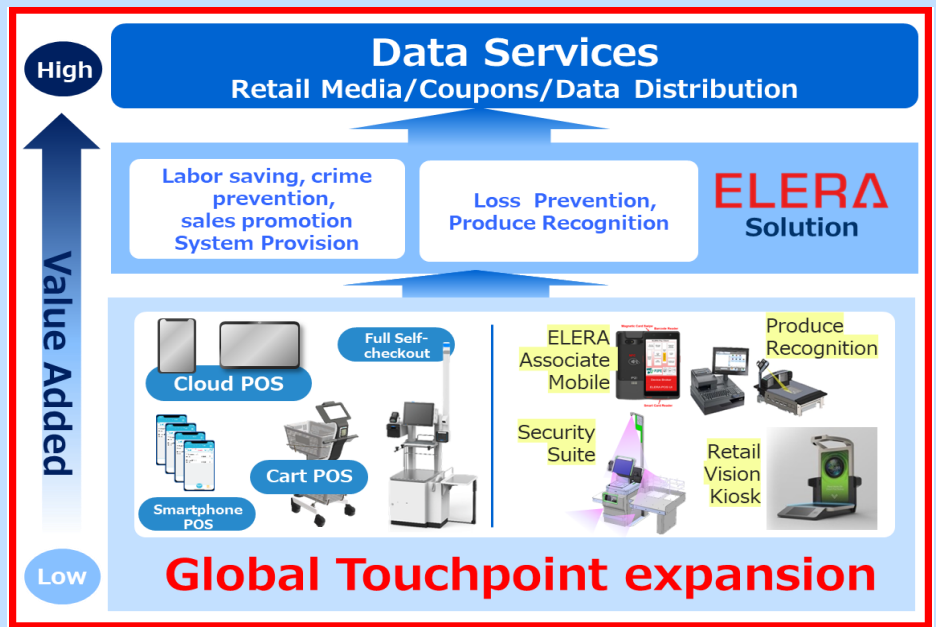 High
Data Services
Retail Media/Coupons/Data Distribution
Value Added
Labor saving, crime
prevention,
sales promotion
System Provision
Loss Prevention,
Produce Recognition
ELERA
Solution
Cloud POS
Full Self-
checkout
Smartphone
POS
Cart POS
ELERA
Associate
Mobile
Produce
Recognition
Security
Suite
Retail
Vision
Kiosk
Low
Global Touchpoint expansion